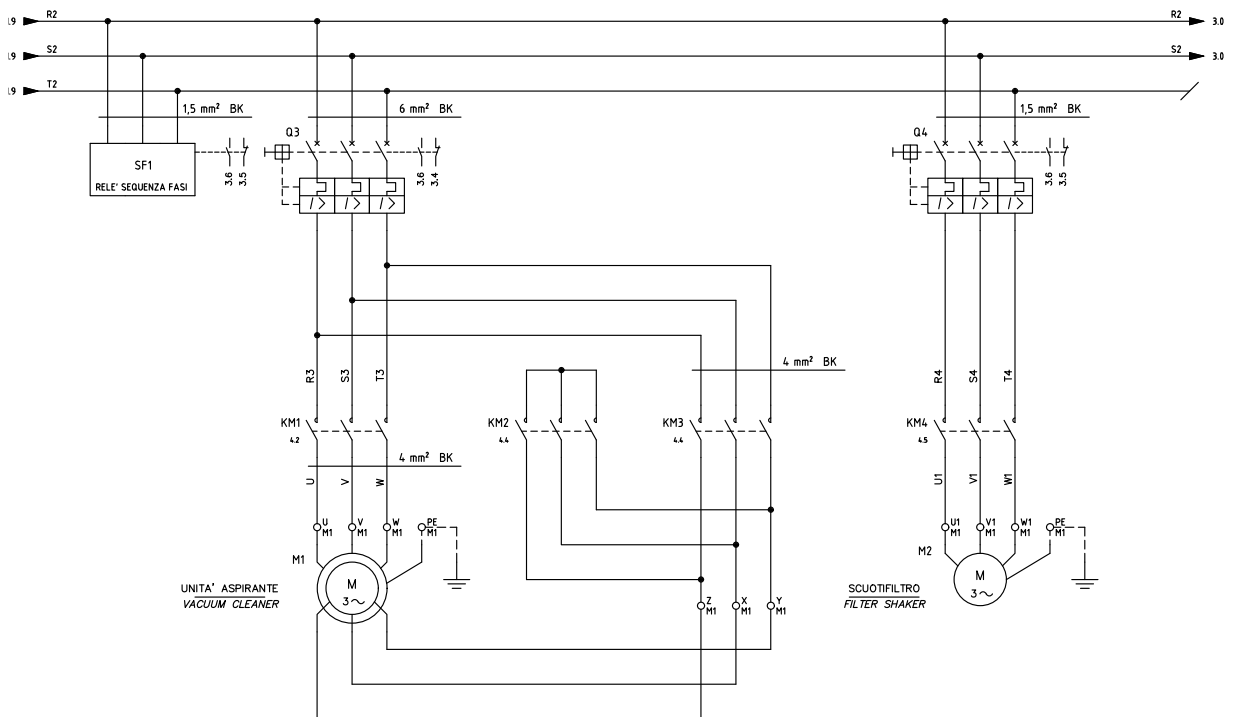 R2
R2
3.0
S2
S2
3.0
T2
1,5 mm² BK
6 mm² BK
1,5 mm² BK
SF1
RELE' SEQUENZA FASI
3.6
3.5
Q3
3.6
3.4
Q4
3.6
3.5
I>
I>
I>
I>
I>
I>
4 mm² BK
R3
S3
T3
R4
S4
T4
KM1
4.2
KM2
4.4
KM3
4.4
KM4
4.5
4 mm² BK
U
V
W
U1
V1
W1
U
M1
V
M1
W
M1
PE
M1
U1
M1
V1
M1
W1
M1
PE
M1
M1
M
3~
M2
M
3~
UNITA' ASPIRANTE
VACUUM CLEANER
Z
M1
X
M1
Y
M1
SCUOTIFILTRO
FILTER SHAKER